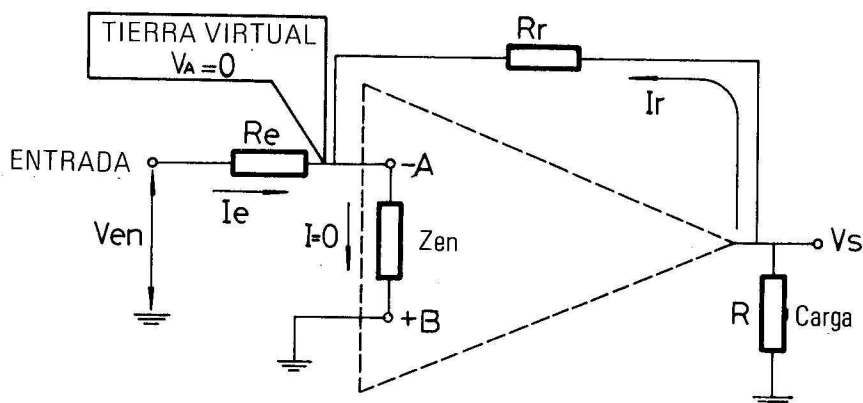 TIERRA VIRTUAL
VA=0
Rr
Ir
Re
ENTRADA
-A
Ie
Ven
I=0
Zen
Vs
+B
R
Carga